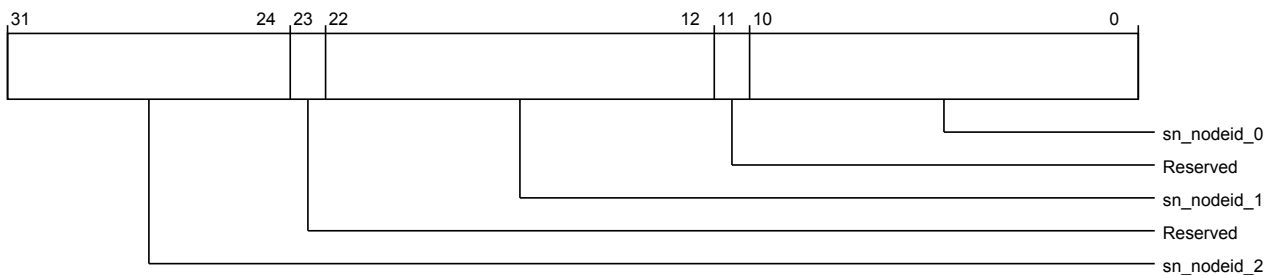 31 24 23 22 12 11 10 0
sn_nodeid_0
Reserved
sn_nodeid_1
Reserved
sn_nodeid_2